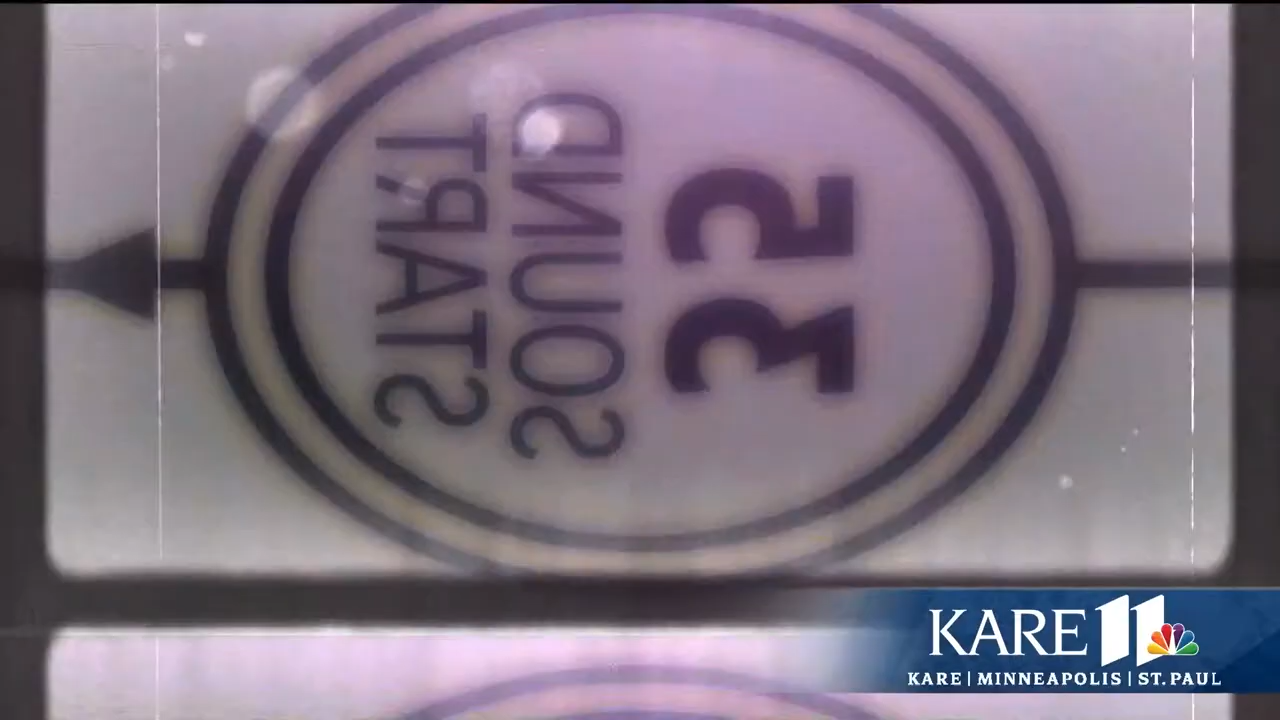 35
SOUND
START
KARE 11
KARE | MINNEAPOLIS | ST. PAUL